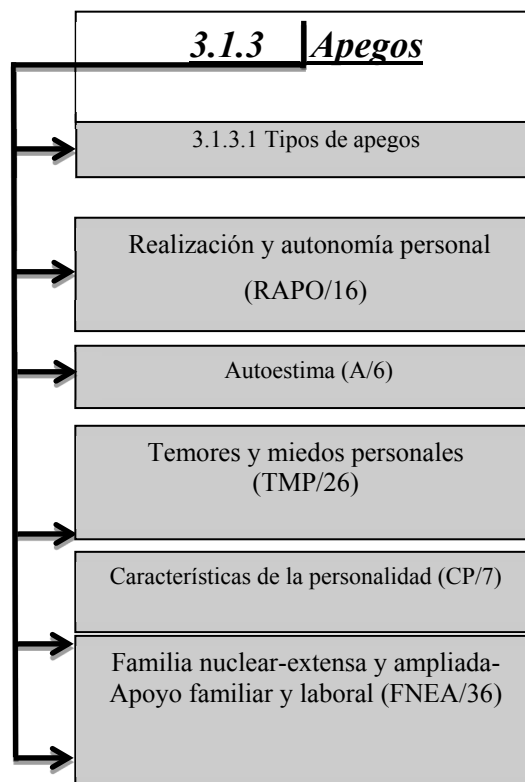 3.1.3 Apegos
3.1.3.1 Tipos de apegos
Realización y autonomía personal
(RAPO/16)
Autoestima (A/6)
Temores y miedos personales
(TMP/26)
Características de la personalidad (CP/7)
Familia nuclear-extensa y ampliada-
Apoyo familiar y laboral (FNEA/36)